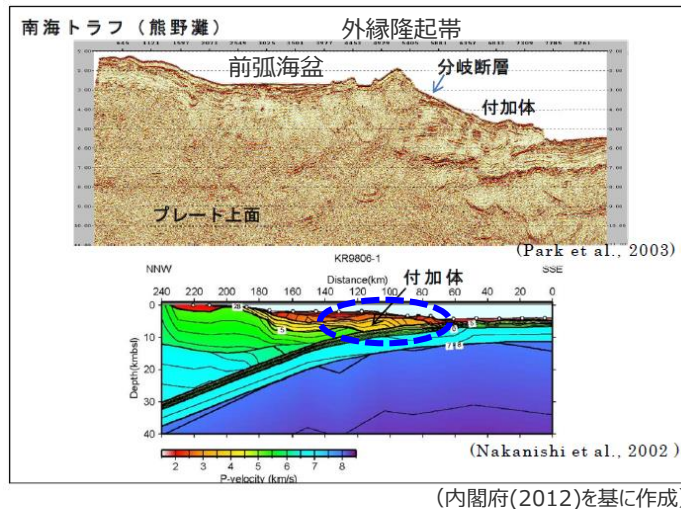 南海トラフ（熊野灘）
外縁隆起帯
前弧海盆
分岐断層
付加体
プレート上面
(Park et al., 2003)
KR9806-1
NNW
Distance(km)
付加体
SSE
240 220 200 180 160 140 120 100 80 60 40 20 0
0
10
20
30
40
Depth(kmbsl)
2 3 4 5 6 7 8
P-velocity (km/s)
(Nakanishi et al., 2002)
(内閣府(2012)を基に作成)